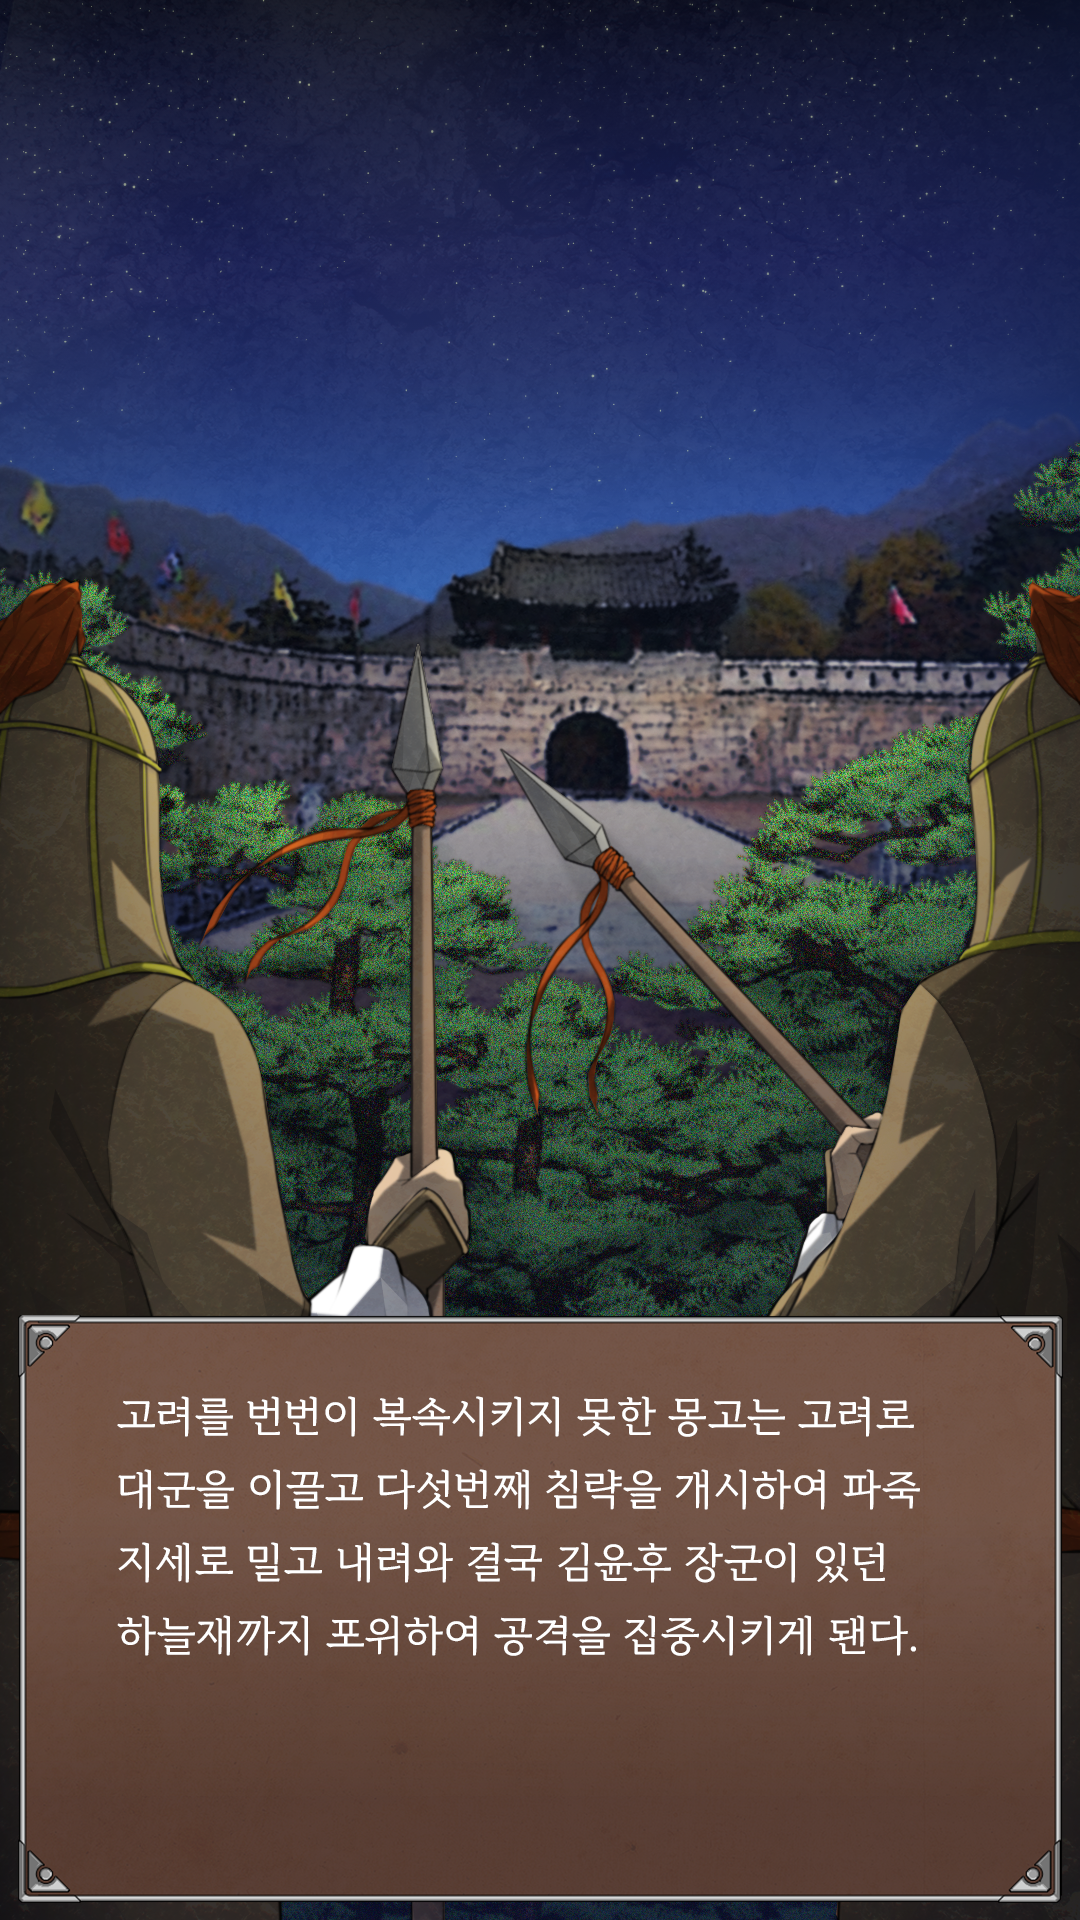 고려를 번번이 복속시키지 못한 몽고는 고려로
대군을 이끌고 다섯번째 침략을 개시하여 파죽
지세로 밀고 내려와 결국 김윤후 장군이 있던
하늘재까지 포위하여 공격을 집중시키게 됀다.